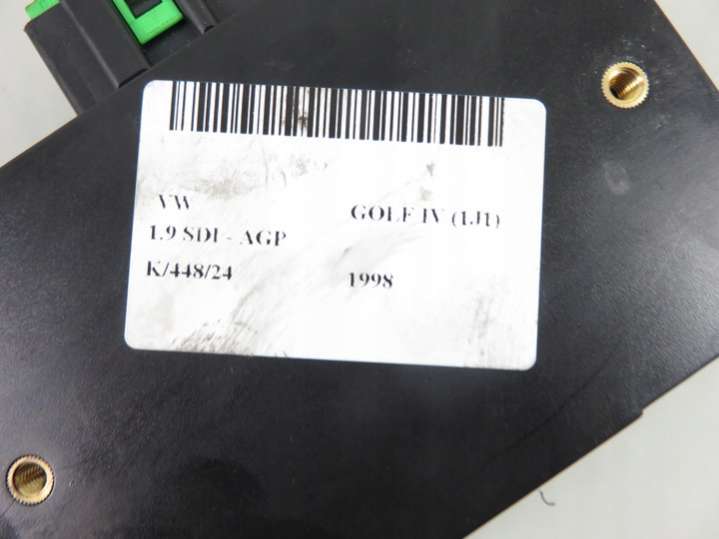 VW GOLF IV (1J1)
1.9 SDI - AGP
K/448/24 1998